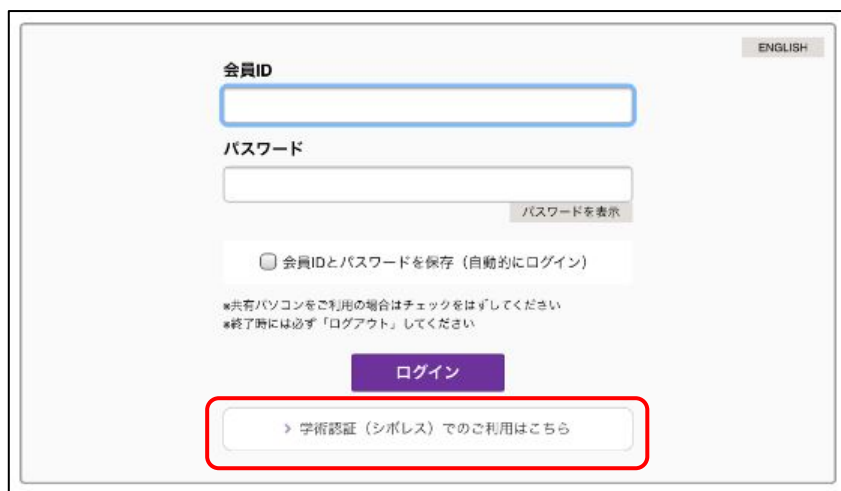 ENGLISH
会員ID
パスワード
パスワードを表示
会員IDとパスワードを保存（自動的にログイン）
※共有パソコンをご利用の場合はチェックをはずしてください
※終了時には必ず「ログアウト」してください
ログイン
> 学術認証（シボレス）でのご利用はこちら